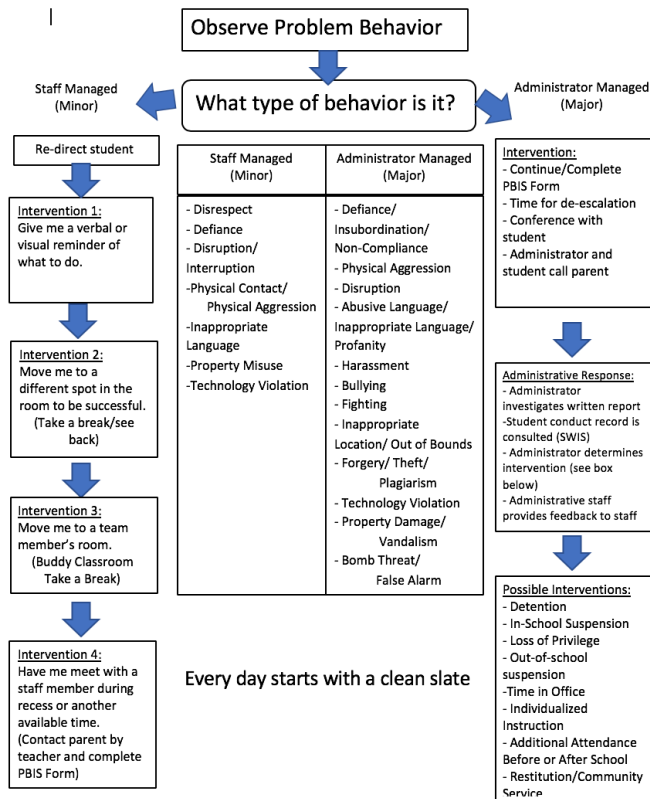 Observe Problem Behavior
Staff Managed
(Minor)
What type of behavior is it?
Administrator Managed
(Major)
Re-direct student
Intervention 1:
Give me a verbal or
visual reminder of
what to do.
Intervention 2:
Move me to a
different spot in the
room to be successful.
(Take a break/see
back)
Intervention 3:
Move me to a team
member's room.
(Buddy Classroom
Take a Break)
Intervention 4:
Have me meet with a
staff member during
recess or another
available time.
(Contact parent by
teacher and complete
PBIS Form)
Staff Managed
(Minor)
- Disrespect
- Defiance
- Disruption/
Interruption
-Physical Contact/
Physical Aggression
-Inappropriate
Language
-Property Misuse
-Technology Violation
Administrator Managed
(Major)
- Defiance/
Insubordination/
Non-Compliance
- Physical Aggression
- Disruption
- Abusive Language/
Inappropriate Language/
Profanity
- Harassment
- Bullying
- Fighting
- Inappropriate
Location/ Out of Bounds
- Forgery/ Theft/
Plagiarism
- Technology Violation
- Property Damage/
Vandalism
- Bomb Threat/
False Alarm
Every day starts with a clean slate
Intervention:
- Continue/Complete
PBIS Form
- Time for de-escalation
- Conference with
student
- Administrator and
student call parent
Administrative Response:
- Administrator
investigates written report
-Student conduct record is
consulted (SWIS)
- Administrator determines
intervention (see box
below)
- Administrative staff
provides feedback to staff
Possible Interventions:
- Detention
- In-School Suspension
- Loss of Privilege
- Out-of-school
suspension
-Time in Office
- Individualized
Instruction
- Additional Attendance
Before or After School
- Restitution/Community
Service